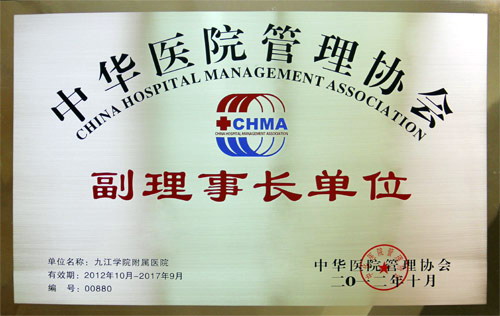 中华医院管理协会
CHINA HOSPITAL MANAGEMENT ASSOCIATION
CHMA
CHINA HOSPITAL MANAGEMENT ASSOCIATION
副理事长单位
单位名称：九江学院附属医院
有效期：2012年10月-2017年9月
编 号：00880
中华医院管理协会
二〇一二年十月